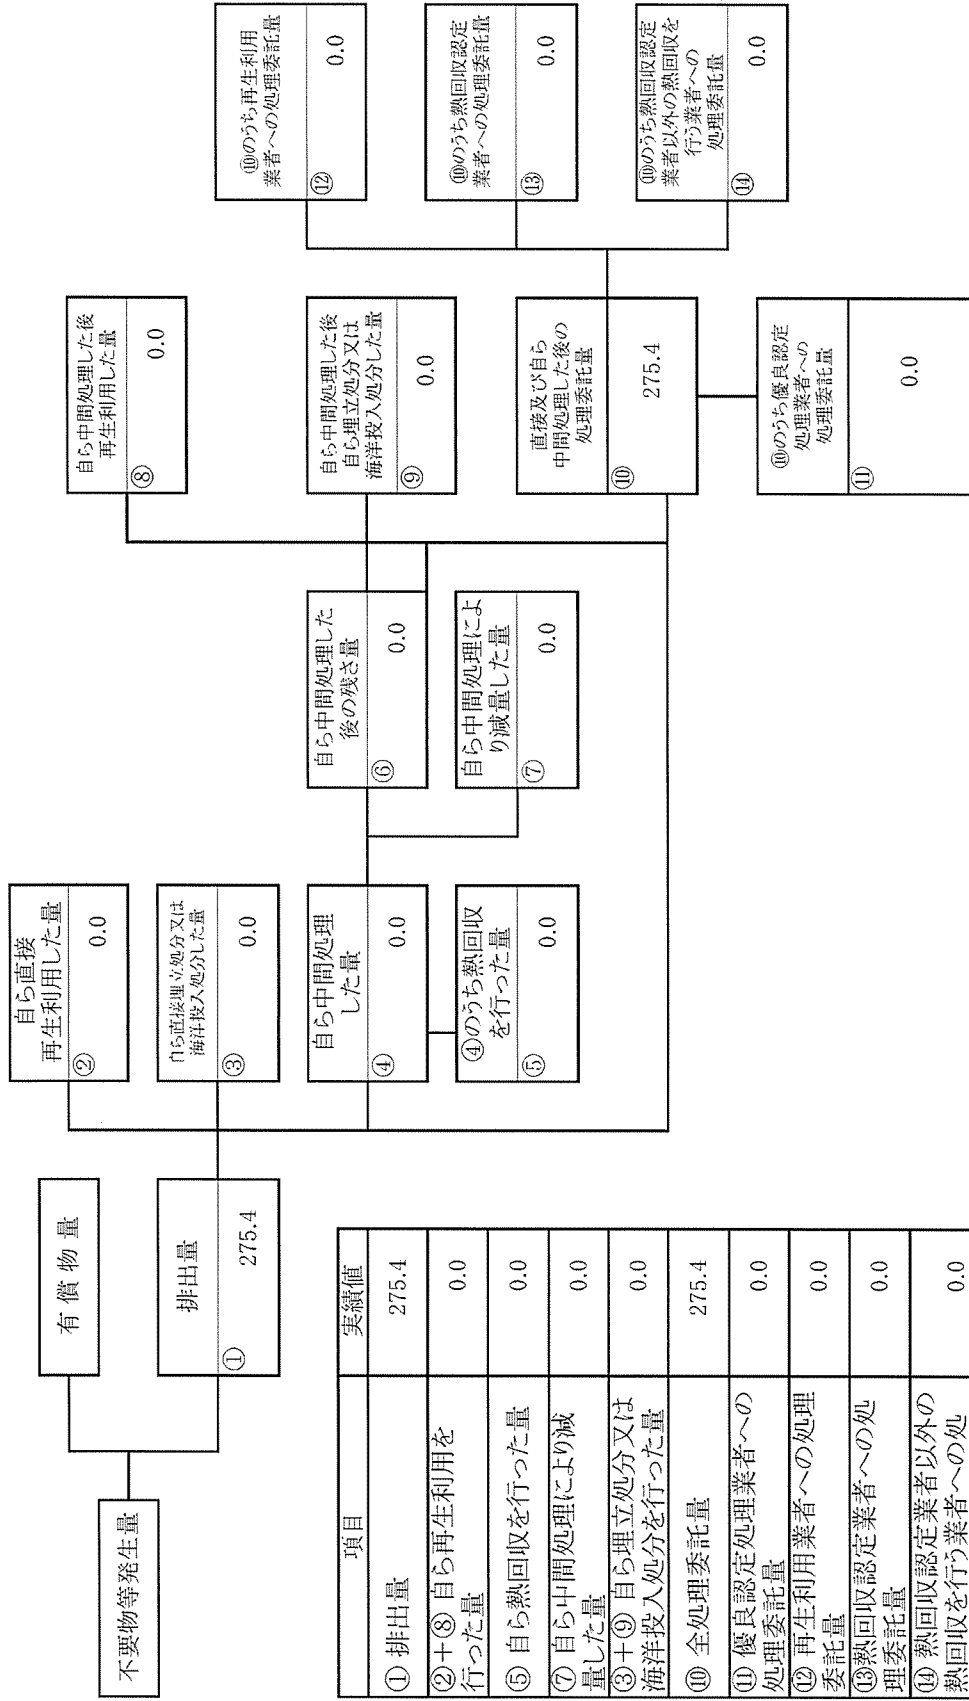 不要物等発生量
有償物量
排出量
①
275.4
自ら直接
再生利用した量
②
0.0
自ら直接埋立処分又は
海洋投入処分した量
③
0.0
自ら中間処理
した量
④
0.0
④のうち熱回収
を行った量
⑤
0.0
自ら中間処理した
後の残さ量
⑥
0.0
自ら中間処理によ
り減量した量
⑦
0.0
自ら中間処理した後
再生利用した量
⑧
0.0
自ら中間処理した後
自ら埋立処分又は
海洋投入処分した量
⑨
0.0
直接及び自ら
中間処理した後の
処理委託量
⑩
275.4
⑩のうち優良認定
処理業者への
処理委託量
⑪
0.0
⑩のうち再生利用
業者への処理委託量
⑫
0.0
⑩のうち熱回収認定
業者への処理委託量
⑬
0.0
⑩のうち熱回収認定
業者以外の熱回収を
行う業者への
処理委託量
⑭
0.0
項目 実績値
① 排出量 275.4
②+⑧ 自ら再生利用を
行った量 0.0
⑤ 自ら熱回収を行った量 0.0
⑦ 自ら中間処理により減
量した量 0.0
③+⑨ 自ら埋立処分又は
海洋投入処分を行った量 0.0
⑩ 全処理委託量 275.4
⑪ 優良認定処理業者への
処理委託量 0.0
⑫ 再生利用業者への処理
委託量 0.0
⑬熱回収認定業者への処
理委託量 0.0
⑭ 熱回収認定業者以外の
熱回収を行う業者への処 0.0